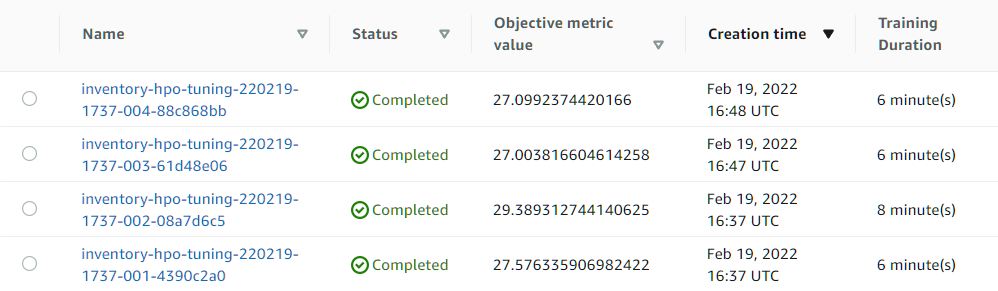 Name Status Objective metric value Creation time Training Duration
inventory-hpo-tuning-220219-1737-004-88c868bb Completed 27.0992374420166 Feb 19, 2022 16:48 UTC 6 minute(s)
inventory-hpo-tuning-220219-1737-003-61d48e06 Completed 27.003816604614258 Feb 19, 2022 16:47 UTC 6 minute(s)
inventory-hpo-tuning-220219-1737-002-08a7d6c5 Completed 29.389312744140625 Feb 19, 2022 16:37 UTC 8 minute(s)
inventory-hpo-tuning-220219-1737-001-4390c2a0 Completed 27.576335906982422 Feb 19, 2022 16:37 UTC 6 minute(s)